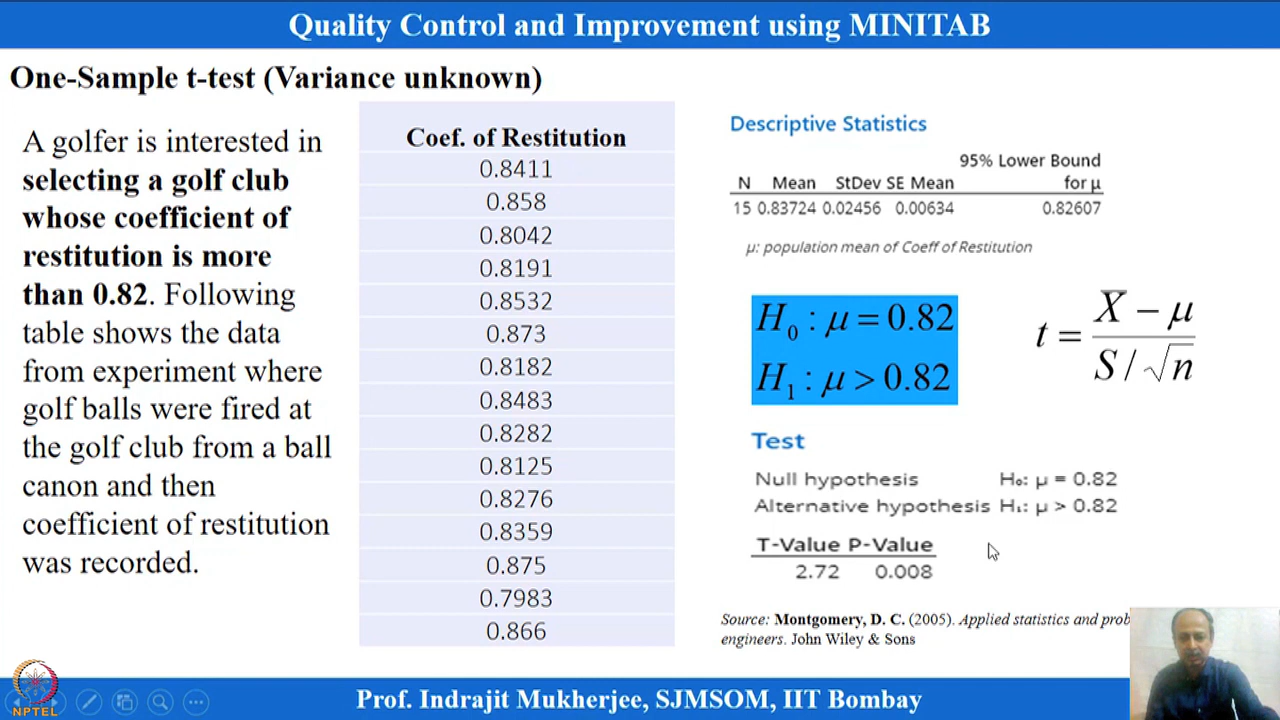 Quality Control and Improvement using MINITAB
One-Sample t-test (Variance unknown)
A golfer is interested in
selecting a golf club
whose coefficient of
restitution is more
than 0.82. Following
table shows the data
from experiment where
golf balls were fired at
the golf club from a ball
canon and then
coefficient of restitution
was recorded.
Coef. of Restitution
0.8411
0.858
0.8042
0.8191
0.8532
0.873
0.8182
0.8483
0.8282
0.8125
0.8276
0.8359
0.875
0.7983
0.866
Descriptive Statistics
95% Lower Bound
N Mean StDev SE Mean for μ
15 0.83724 0.02456 0.00634 0.82607
μ: population mean of Coeff of Restitution
H₀ : μ = 0.82
H₁ : μ > 0.82
t = X̅ − μ / S / √n
Test
Null hypothesis H₀: μ = 0.82
Alternative hypothesis H₁: μ > 0.82
T-Value P-Value
2.72 0.008
Source: Montgomery, D. C. (2005). Applied statistics and
engineers. John Wiley & Sons
NPTEL
Prof. Indrajit Mukherjee, SJMSOM, IIT Bombay